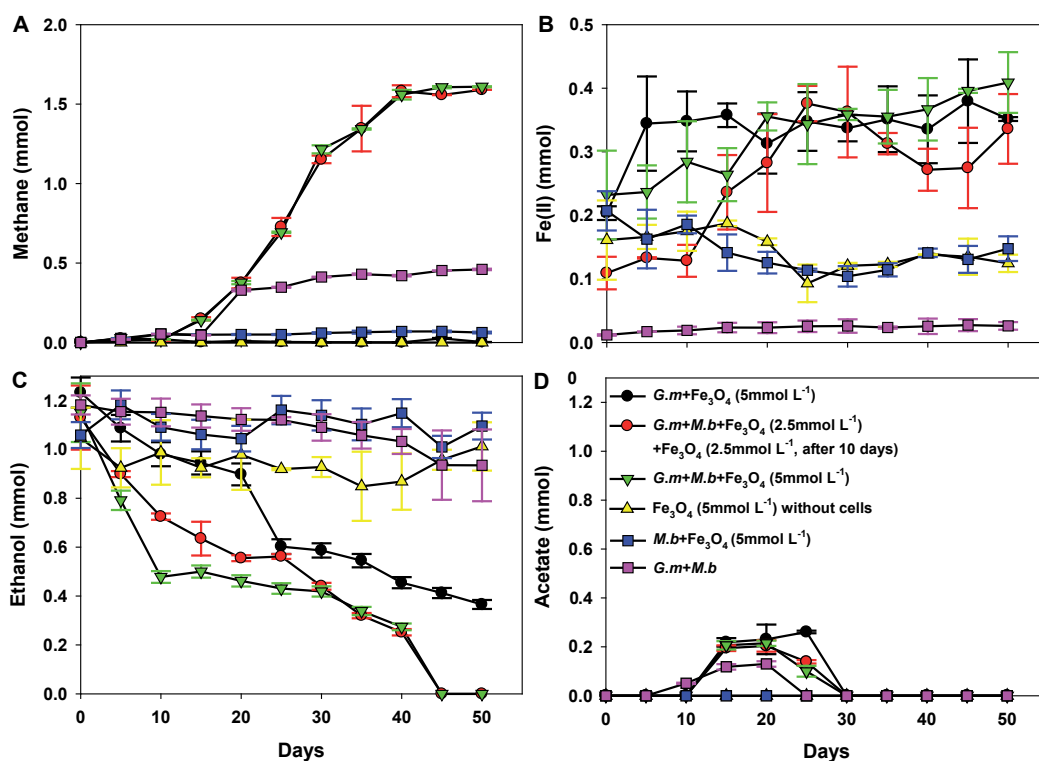 A
Methane (mmol)
2.0
1.5
1.0
0.5
0.0
B
Fe(II) (mmol)
0.5
0.4
0.3
0.2
0.1
0.0
C
Ethanol (mmol)
1.2
1.0
0.8
0.6
0.4
0.2
0.0
0 10 20 30 40 50
Days
D
Acetate (mmol)
0
1.0
0.8
0.6
0.4
0.2
0.0
0 10 20 30 40 50
Days
G.m+Fe₃O₄ (5mmol L⁻¹)
G.m+M.b+Fe₃O₄ (2.5mmol L⁻¹)
+Fe₃O₄ (2.5mmol L⁻¹, after 10 days)
G.m+M.b+Fe₃O₄ (5mmol L⁻¹)
Fe₃O₄ (5mmol L⁻¹) without cells
M.b+Fe₃O₄ (5mmol L⁻¹)
G.m+M.b